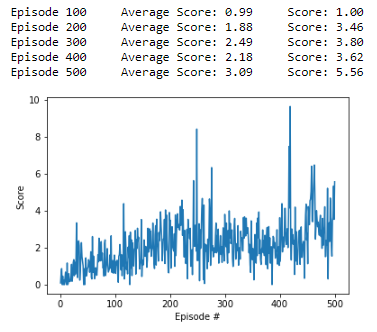 Episode 100 Average Score: 0.99 Score: 1.00
Episode 200 Average Score: 1.88 Score: 3.46
Episode 300 Average Score: 2.49 Score: 3.80
Episode 400 Average Score: 2.18 Score: 3.62
Episode 500 Average Score: 3.09 Score: 5.56
10
8
6
4
2
0
Score
0 100 200 300 400 500
Episode #